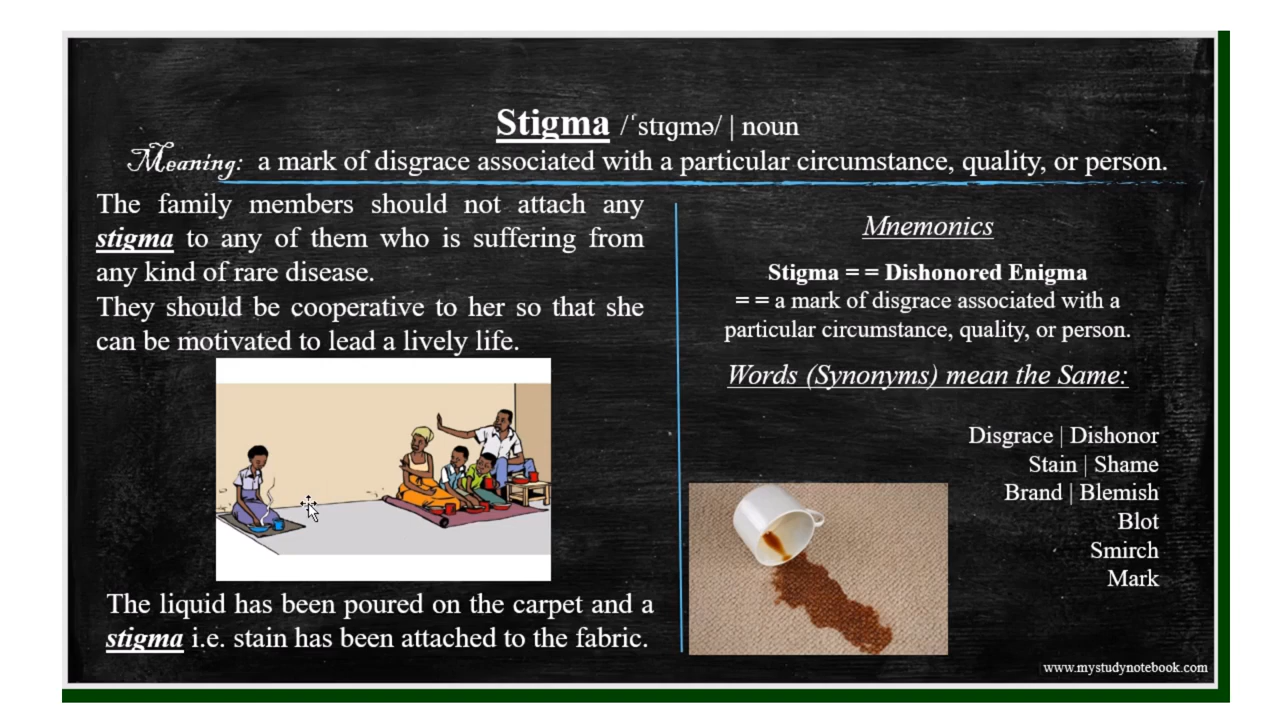 Stigma /ˈstɪɡmə/ | noun
Meaning: a mark of disgrace associated with a particular circumstance, quality, or person.
The family members should not attach any
stigma to any of them who is suffering from
any kind of rare disease.
They should be cooperative to her so that she
can be motivated to lead a lively life.
The liquid has been poured on the carpet and a
stigma i.e. stain has been attached to the fabric.
Mnemonics
Stigma = = Dishonored Enigma
= = a mark of disgrace associated with a
particular circumstance, quality, or person.
Words (Synonyms) mean the Same:
Disgrace | Dishonor
Stain | Shame
Brand | Blemish
Blot
Smirch
Mark
www.mystudynotebook.com